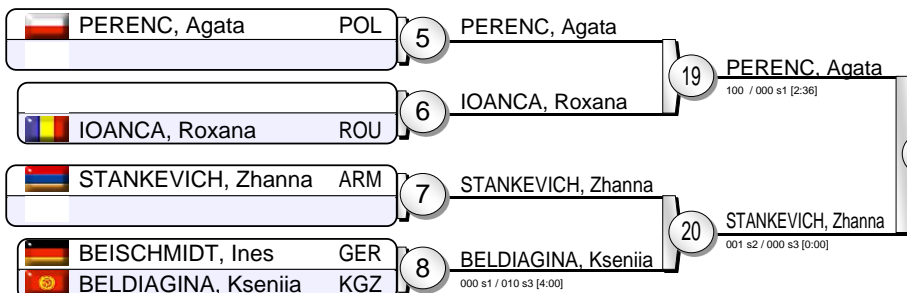 PERENC, Agata POL
5
PERENC, Agata
19
PERENC, Agata
100 / 000 s1 [2:36]
6
IOANCA, Roxana
IOANCA, Roxana ROU
STANKEVICH, Zhanna ARM
7
STANKEVICH, Zhanna
20
STANKEVICH, Zhanna
001 s2 / 000 s3 [0:00]
BEISCHMIDT, Ines GER
8
BELDIAGINA, Kseniia
000 s1 / 010 s3 [4:00]
BELDIAGINA, Kseniia KGZ